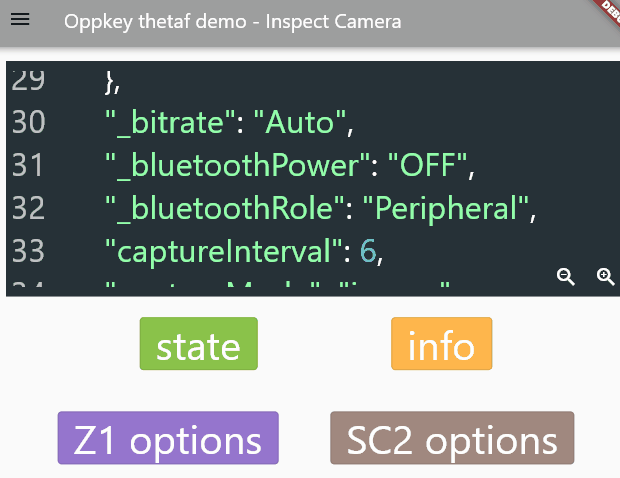 Oppkey thetaf demo - Inspect Camera
29 },
30 "_bitrate": "Auto",
31 "_bluetoothPower": "OFF",
32 "_bluetoothRole": "Peripheral",
33 "captureInterval": 6,
state
info
Z1 options
SC2 options